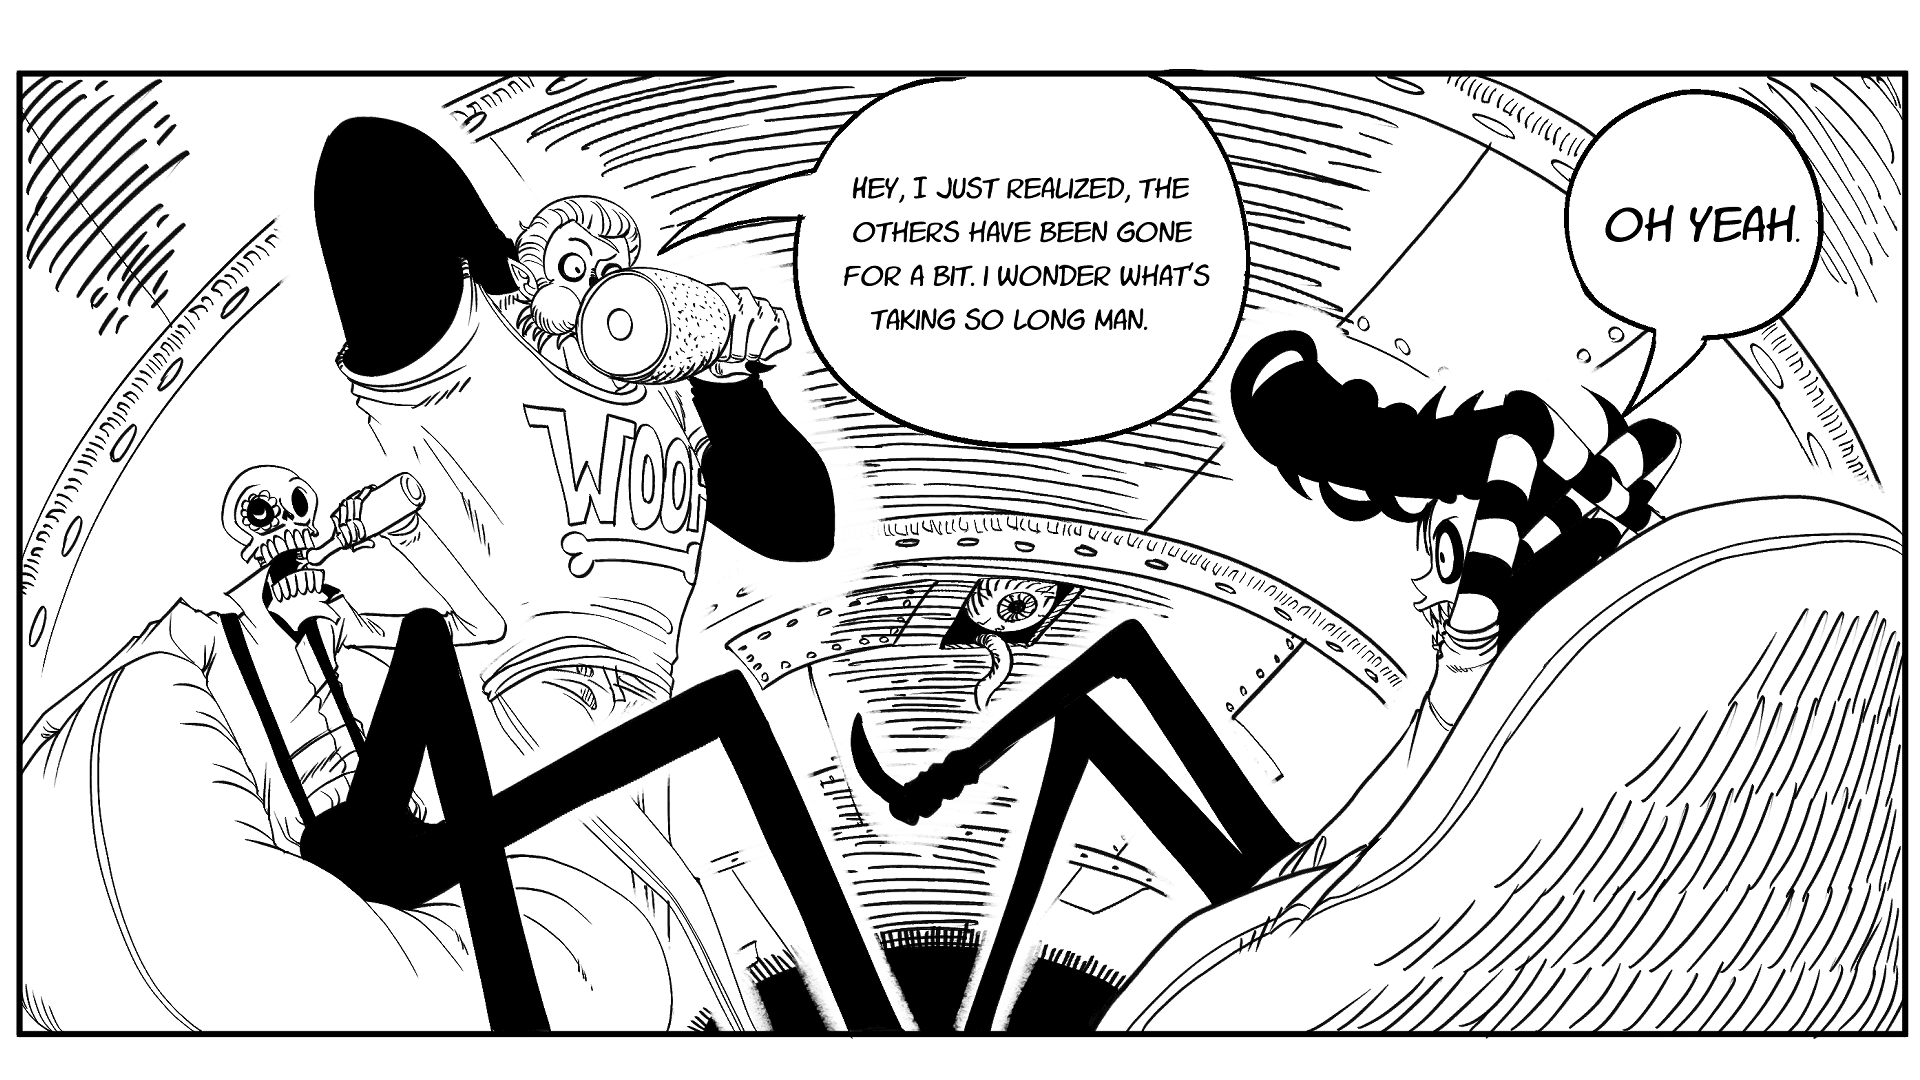 HEY, I JUST REALIZED, THE
OTHERS HAVE BEEN GONE
FOR A BIT. I WONDER WHAT'S
TAKING SO LONG MAN.
OH YEAH.
WOOF